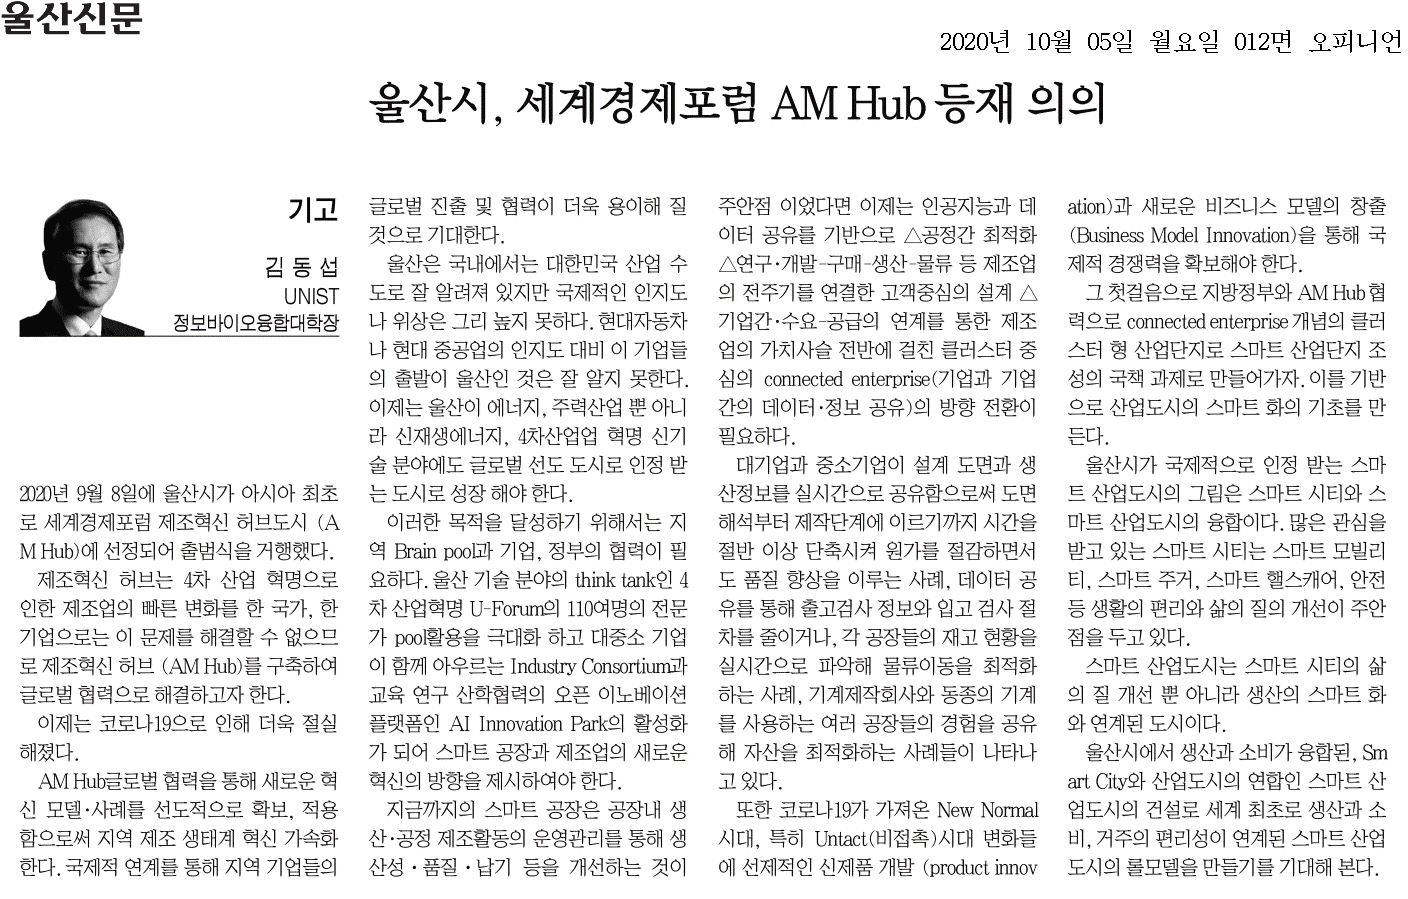 울산신문
2020년 10월 05일 월요일 012면 오피니언
울산시, 세계경제포럼 AM Hub 등재 의의
기고
김 동 섭
UNIST
정보바이오융합대학장
2020년 9월 8일에 울산시가 아시아 최초
로 세계경제포럼 제조혁신 허브도시 (A
M Hub)에 선정되어 출범식을 거행했다.
제조혁신 허브는 4차 산업 혁명으로
인한 제조업의 빠른 변화를 한 국가, 한
기업으로는 이 문제를 해결할 수 없으므
로 제조혁신 허브 (AM Hub)를 구축하여
글로벌 협력으로 해결하고자 한다.
이제는 코로나19으로 인해 더욱 절실
해졌다.
AM Hub글로벌 협력을 통해 새로운 혁
신 모델·사례를 선도적으로 확보, 적용
함으로써 지역 제조 생태계 혁신 가속화
한다. 국제적 연계를 통해 지역 기업들의
글로벌 진출 및 협력이 더욱 용이해 질
것으로 기대한다.
울산은 국내에서는 대한민국 산업 수
도로 잘 알려져 있지만 국제적인 인지도
나 위상은 그리 높지 못하다. 현대자동차
나 현대 중공업의 인지도 대비 이 기업들
의 출발이 울산인 것은 잘 알지 못한다.
이제는 울산이 에너지, 주력산업 뿐 아니
라 신재생에너지, 4차산업업 혁명 신기
술 분야에도 글로벌 선도 도시로 인정 받
는 도시로 성장 해야 한다.
이러한 목적을 달성하기 위해서는 지
역 Brain pool과 기업, 정부의 협력이 필
요하다. 울산 기술 분야의 think tank인 4
차 산업혁명 U-Forum의 110여명의 전문
가 pool활용을 극대화 하고 대중소 기업
이 함께 아우르는 Industry Consortium과
교육 연구 산학협력의 오픈 이노베이션
플랫폼인 AI Innovation Park의 활성화
가 되어 스마트 공장과 제조업의 새로운
혁신의 방향을 제시하여야 한다.
지금까지의 스마트 공장은 공장내 생
산·공정 제조활동의 운영관리를 통해 생
산성·품질·납기 등을 개선하는 것이
주안점 이었다면 이제는 인공지능과 데
이터 공유를 기반으로 △공정간 최적화
△연구·개발-구매-생산-물류 등 제조업
의 전주기를 연결한 고객중심의 설계 △
기업간·수요-공급의 연계를 통한 제조
업의 가치사슬 전반에 걸친 클러스터 중
심의 connected enterprise(기업과 기업
간의 데이터·정보 공유)의 방향 전환이
필요하다.
대기업과 중소기업이 설계 도면과 생
산정보를 실시간으로 공유함으로써 도면
해석부터 제작단계에 이르기까지 시간을
절반 이상 단축시켜 원가를 절감하면서
도 품질 향상을 이루는 사례, 데이터 공
유를 통해 출고검사 정보와 입고 검사 절
차를 줄이거나, 각 공장들의 재고 현황을
실시간으로 파악해 물류이동을 최적화
하는 사례, 기계제작회사와 동종의 기계
를 사용하는 여러 공장들의 경험을 공유
해 자산을 최적화하는 사례들이 나타나
고 있다.
또한 코로나19가 가져온 New Normal
시대, 특히 Untact(비접촉)시대 변화들
에 선제적인 신제품 개발 (product innov
ation)과 새로운 비즈니스 모델의 창출
(Business Model Innovation)을 통해 국
제적 경쟁력을 확보해야 한다.
그 첫걸음으로 지방정부와 AM Hub 협
력으로 connected enterprise 개념의 클러
스터 형 산업단지로 스마트 산업단지 조
성의 국책 과제로 만들어가자. 이를 기반
으로 산업도시의 스마트 화의 기초를 만
든다.
울산시가 국제적으로 인정 받는 스마
트 산업도시의 그림은 스마트 시티와 스
마트 산업도시의 융합이다. 많은 관심을
받고 있는 스마트 시티는 스마트 모빌리
티, 스마트 주거, 스마트 헬스캐어, 안전
등 생활의 편리와 삶의 질의 개선이 주안
점을 두고 있다.
스마트 산업도시는 스마트 시티의 삶
의 질 개선 뿐 아니라 생산의 스마트 화
와 연계된 도시이다.
울산시에서 생산과 소비가 융합된, Sm
art City와 산업도시의 연합인 스마트 산
업도시의 건설로 세계 최초로 생산과 소
비, 거주의 편리성이 연계된 스마트 산업
도시의 롤모델을 만들기를 기대해 본다.